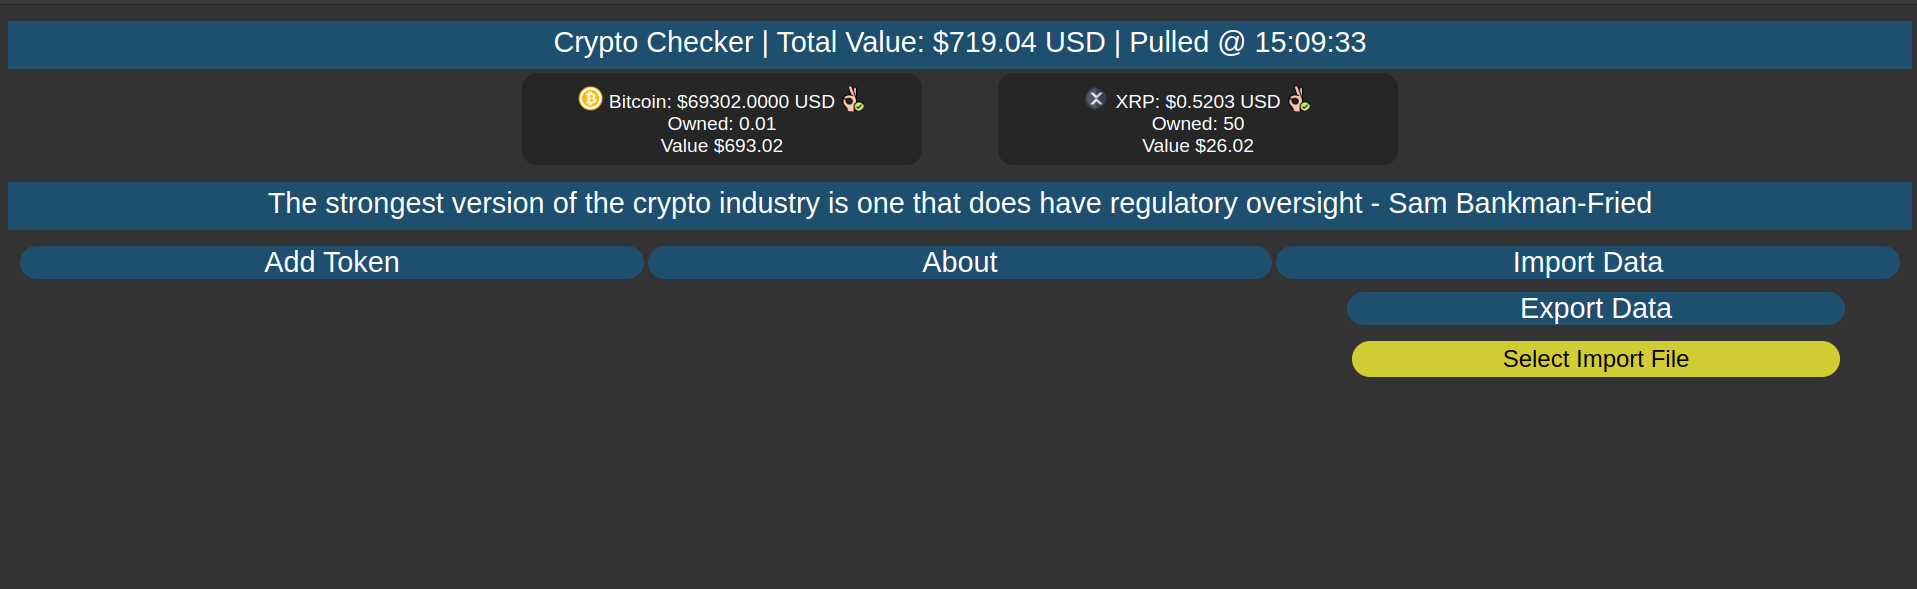 Crypto Checker | Total Value: $719.04 USD | Pulled @ 15:09:33
Bitcoin: $69302.0000 USD
Owned: 0.01
Value $693.02
XRP: $0.5203 USD
Owned: 50
Value $26.02
The strongest version of the crypto industry is one that does have regulatory oversight - Sam Bankman-Fried
Add Token
About
Import Data
Export Data
Select Import File